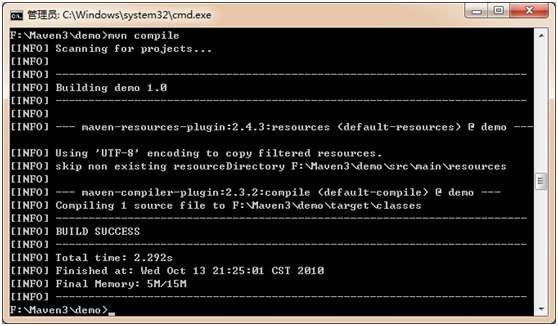 管理员: C:\Windows\system32\cmd.exe
F:\Maven3\demo>mvn compile
[INFO] Scanning for projects...
[INFO]
[INFO] ------------------------------------------------------------------------
[INFO] Building demo 1.0
[INFO] ------------------------------------------------------------------------
[INFO]
[INFO] --- maven-resources-plugin:2.4.3:resources (default-resources) @ demo ---
[INFO] Using 'UTF-8' encoding to copy filtered resources.
[INFO] skip non existing resourceDirectory F:\Maven3\demo\src\main\resources
[INFO]
[INFO] --- maven-compiler-plugin:2.3.2:compile (default-compile) @ demo ---
[INFO] Compiling 1 source file to F:\Maven3\demo\target\classes
[INFO] ------------------------------------------------------------------------
[INFO] BUILD SUCCESS
[INFO] ------------------------------------------------------------------------
[INFO] Total time: 2.292s
[INFO] Finished at: Wed Oct 13 21:25:01 CST 2010
[INFO] Final Memory: 5M/15M
[INFO] ------------------------------------------------------------------------
F:\Maven3\demo>_